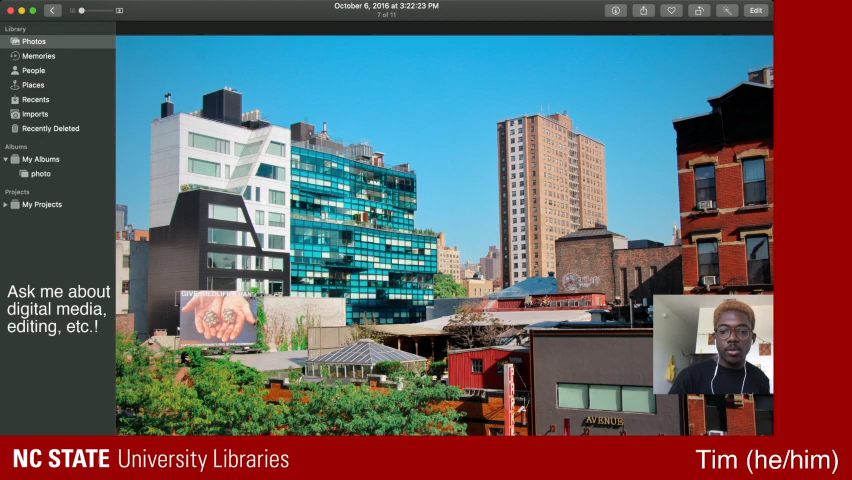 October 6, 2016 at 3:22:23 PM
7 of 11
Edit
Library
Photos
Memories
People
Places
Recents
Imports
Recently Deleted
Albums
My Albums
photo
Projects
My Projects
Ask me about
digital media,
editing, etc.!
AVENUE
NC STATE University Libraries
Tim (he/him)